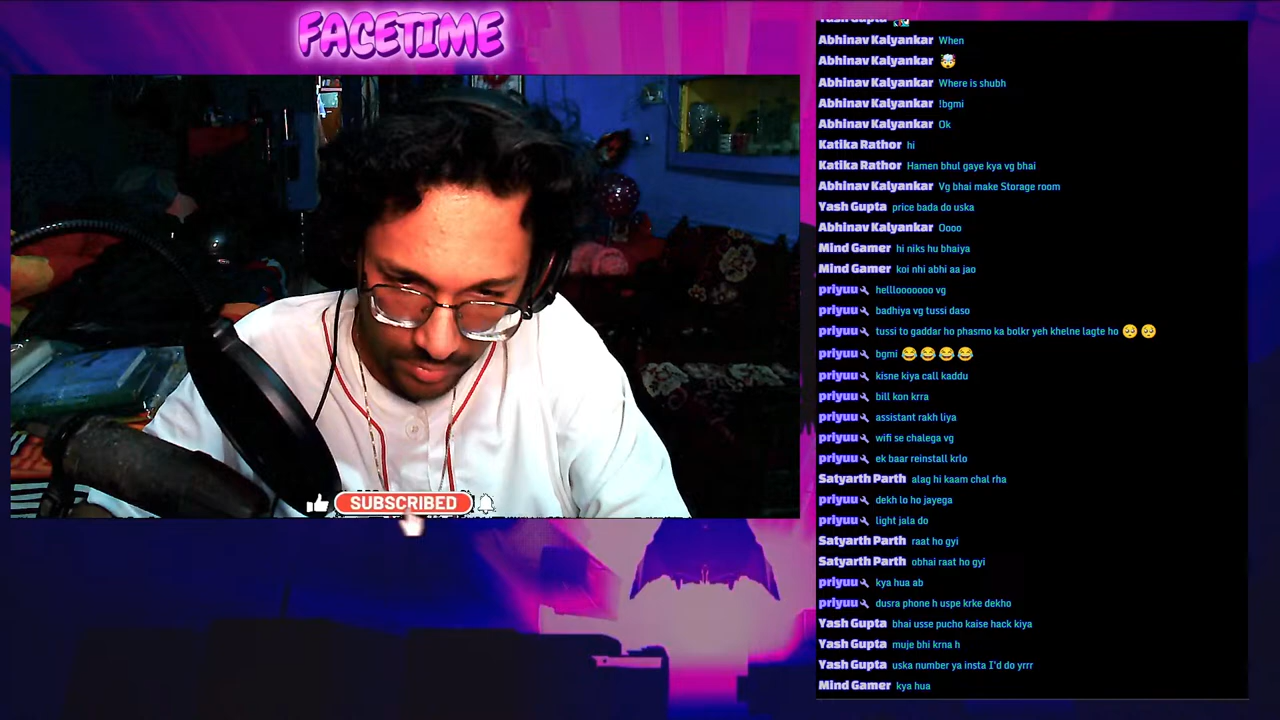 FACETIME
Yash Gupta
Abhinav Kalyankar When
Abhinav Kalyankar 🤯
Abhinav Kalyankar Where is shubh
Abhinav Kalyankar !bgmi
Abhinav Kalyankar Ok
Katika Rathor hi
Katika Rathor Hamen bhul gaye kya vg bhai
Abhinav Kalyankar Vg bhai make Storage room
Yash Gupta price bada do uska
Abhinav Kalyankar Oooo
Mind Gamer hi niks hu bhaiya
Mind Gamer koi nhi abhi aa jao
priyuu helllooooooo vg
priyuu badhiya vg tussi daso
priyuu tussi to gaddar ho phasmo ka bolkr yeh khelne lagte ho 🥺🥺
priyuu bgmi 😂😂😂😂
priyuu kisne kiya call kaddu
priyuu bill kon krra
priyuu assistant rakh liya
priyuu wifi se chalega vg
priyuu ek baar reinstall krlo
Satyarth Parth alag hi kaam chal rha
priyuu dekh lo ho jayega
priyuu light jala do
Satyarth Parth raat ho gyi
Satyarth Parth obhai raat ho gyi
priyuu kya hua ab
priyuu dusra phone h uspe krke dekho
Yash Gupta bhai usse pucho kaise hack kiya
Yash Gupta muje bhi krna h
Yash Gupta uska number ya insta I'd do yrrr
Mind Gamer kya hua
SUBSCRIBED